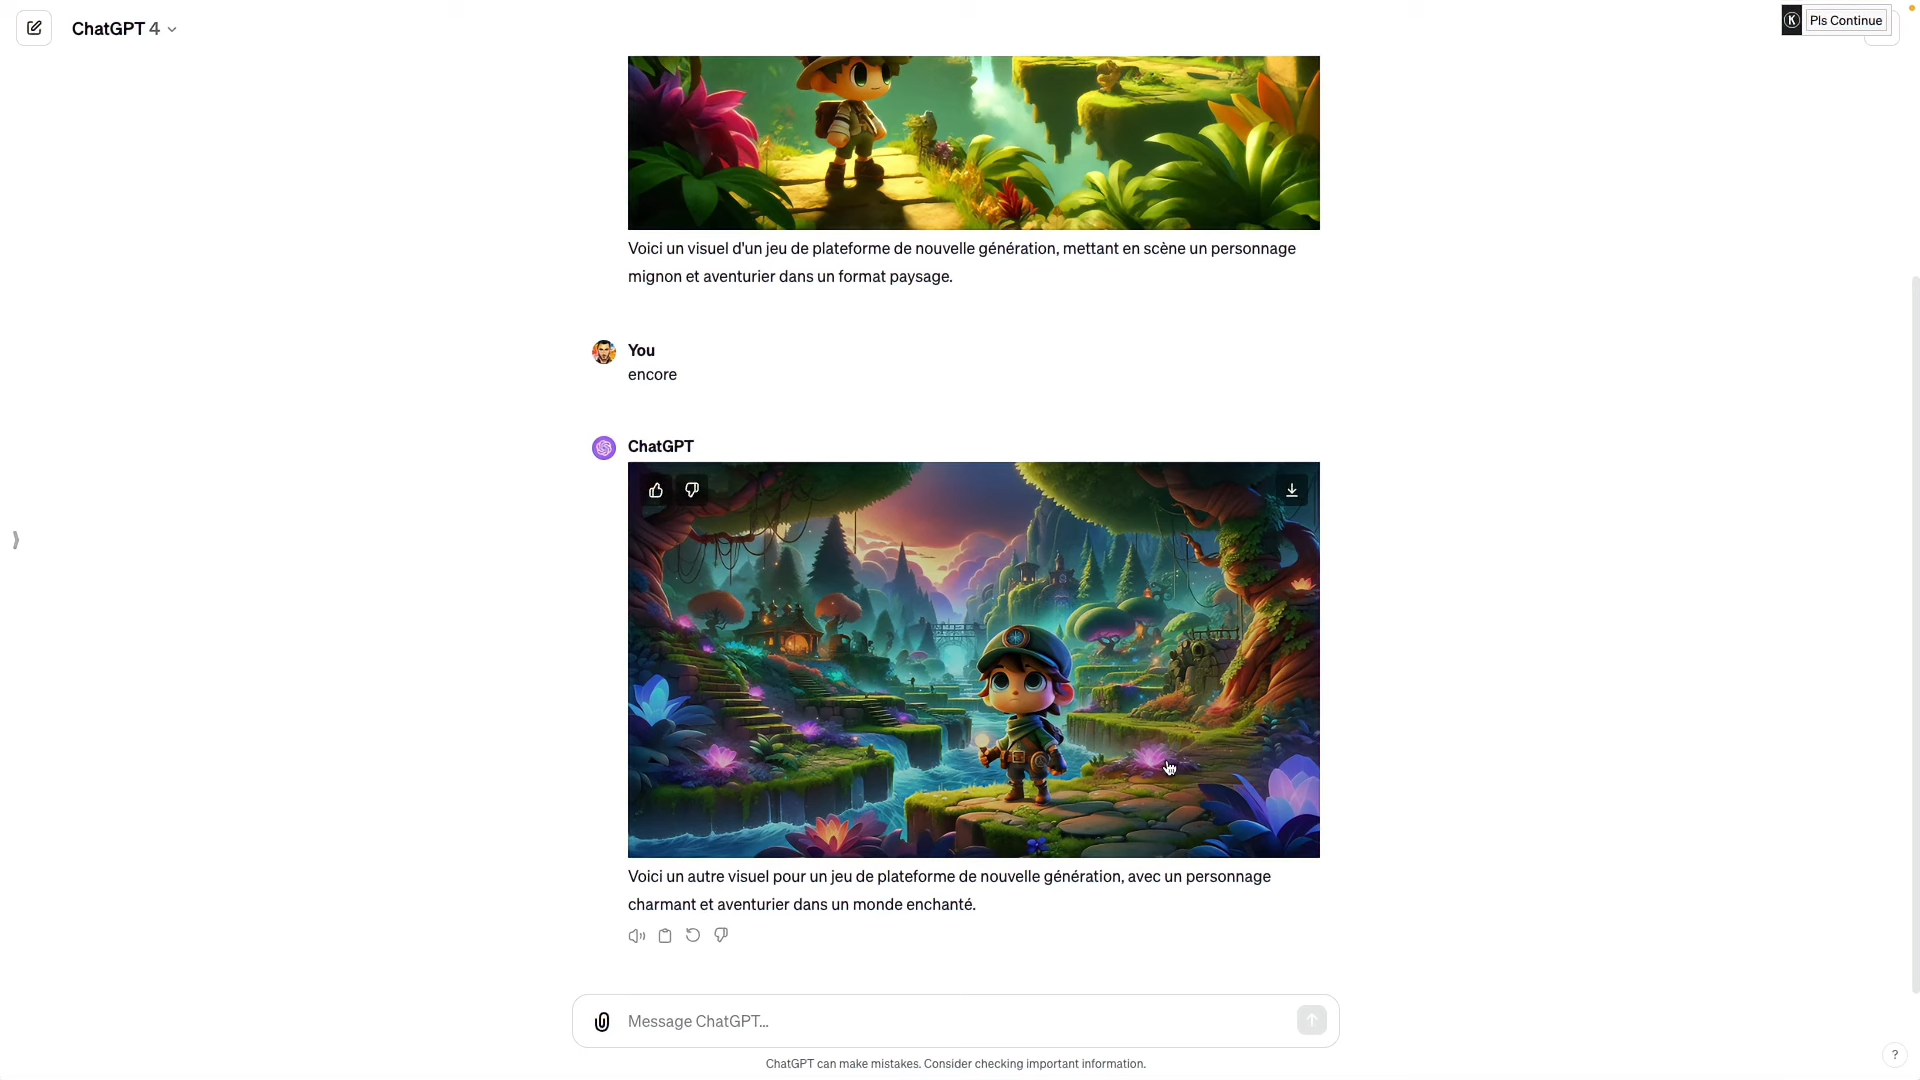 ChatGPT 4
Pls Continue
Voici un visuel d'un jeu de plateforme de nouvelle génération, mettant en scène un personnage
mignon et aventurier dans un format paysage.
You
encore
ChatGPT
Voici un autre visuel pour un jeu de plateforme de nouvelle génération, avec un personnage
charmant et aventurier dans un monde enchanté.
Message ChatGPT...
ChatGPT can make mistakes. Consider checking important information.
?